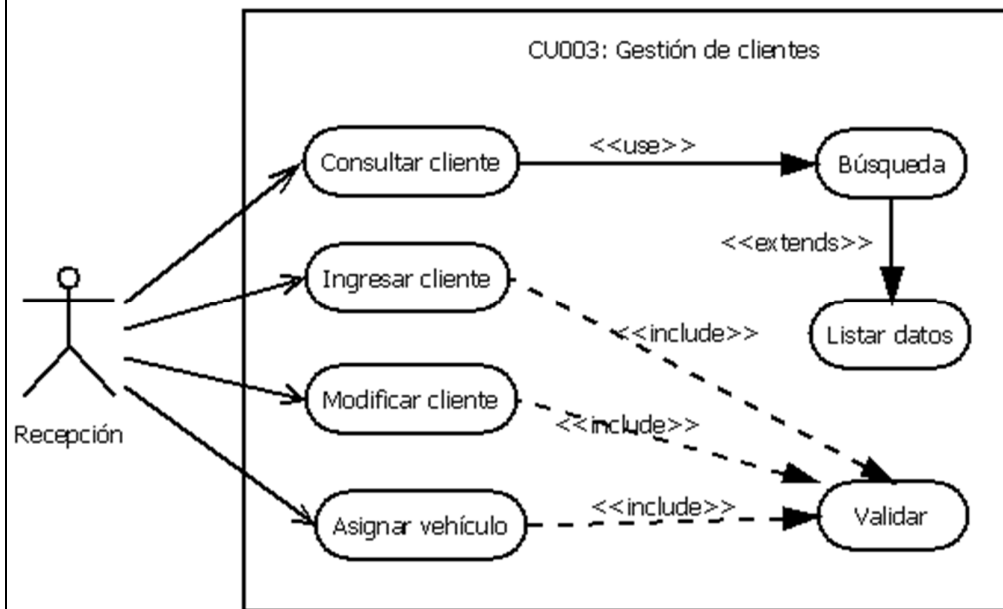 CU003: Gestión de clientes
Consultar cliente
<<use>>
Búsqueda
<<extends>>
Ingresar cliente
<<include>>
Listar datos
Modificar cliente
<<include>>
Recepción
Asignar vehículo
<<include>>
Validar